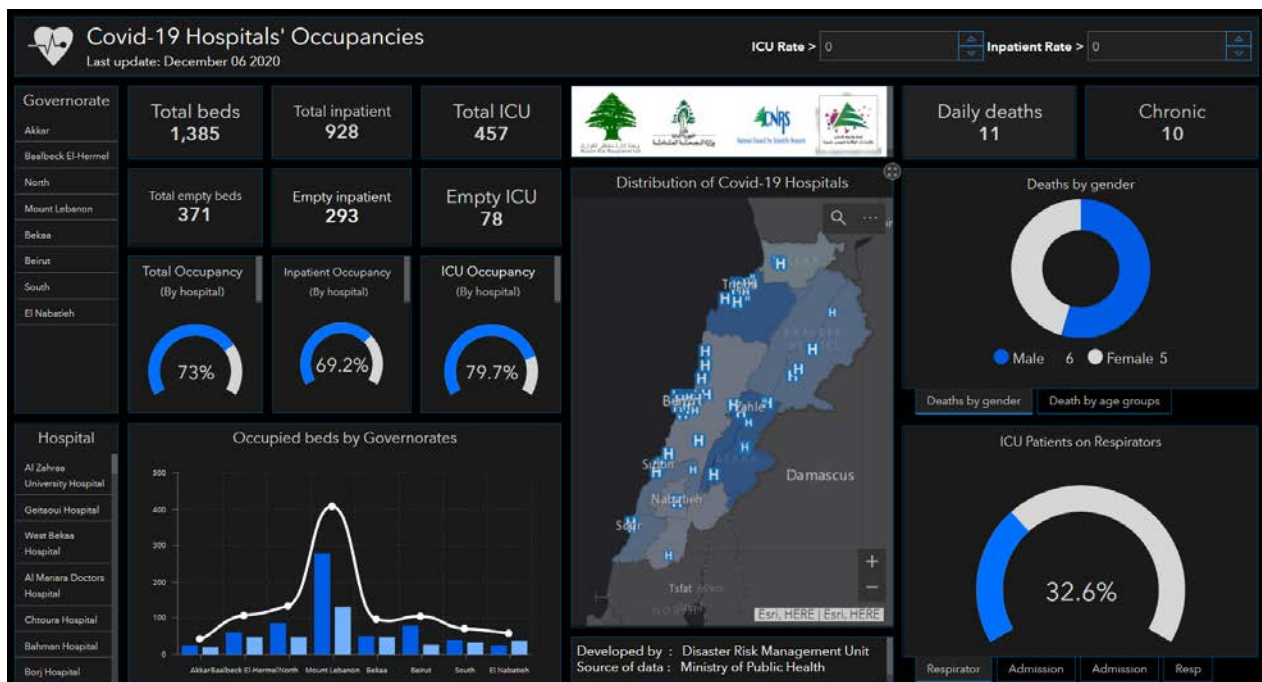 Covid-19 Hospitals' Occupancies
Last update: December 06 2020
ICU Rate > 0
Inpatient Rate > 0
Governorate
Akkar
Baalbeck El-Hermel
North
Mount Lebanon
Bekaa
Beirut
South
El Nabatieh
Total beds
1,385
Total inpatient
928
Total ICU
457
Total empty beds
371
Empty inpatient
293
Empty ICU
78
Total Occupancy
(By hospital)
73%
Inpatient Occupancy
(By hospital)
69.2%
ICU Occupancy
(By hospital)
79.7%
Hospital
Al Zahraa
University Hospital
Geitaoui Hospital
West Bekaa
Hospital
Al Manara Doctors
Hospital
Chtoura Hospital
Bahman Hospital
Borj Hospital
Occupied beds by Governorates
500
400
300
200
100
0
Akkar Baalbeck El-Hermel North Mount Lebanon Bekaa Beirut South El Nabatieh
CNRS
National Council for Scientific Research
Distribution of Covid-19 Hospitals
H
Tripoli
Beirut
Zahle
Sidon
Nabatieh
Sour
Damascus
Tsfat
Esri, HERE | Esri, HERE
Developed by : Disaster Risk Management Unit
Source of data : Ministry of Public Health
Daily deaths
11
Chronic
10
Deaths by gender
Male 6 Female 5
Deaths by gender
Death by age groups
ICU Patients on Respirators
32.6%
Respirator
Admission
Admission
Resp